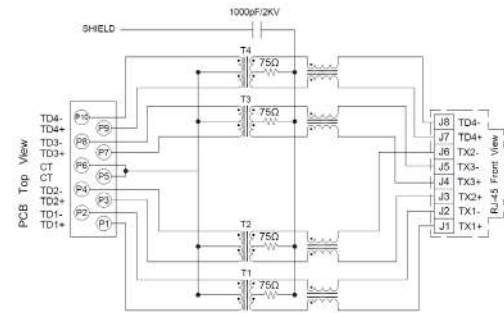 1000pF/2KV
SHIELD
T4
75Ω
T3
75Ω
T2
75Ω
T1
75Ω
PCB Top View
TD4- P10
TD4+ P9
TD3- P8
TD3+ P7
CT P6
CT P5
TD2- P4
TD2+ P3
TD1- P2
TD1+ P1
J8 TD4-
J7 TD4+
J6 TX2-
J5 TX3-
J4 TX3+
J3 TX2+
J2 TX1-
J1 TX1+
RJ-45 Front View